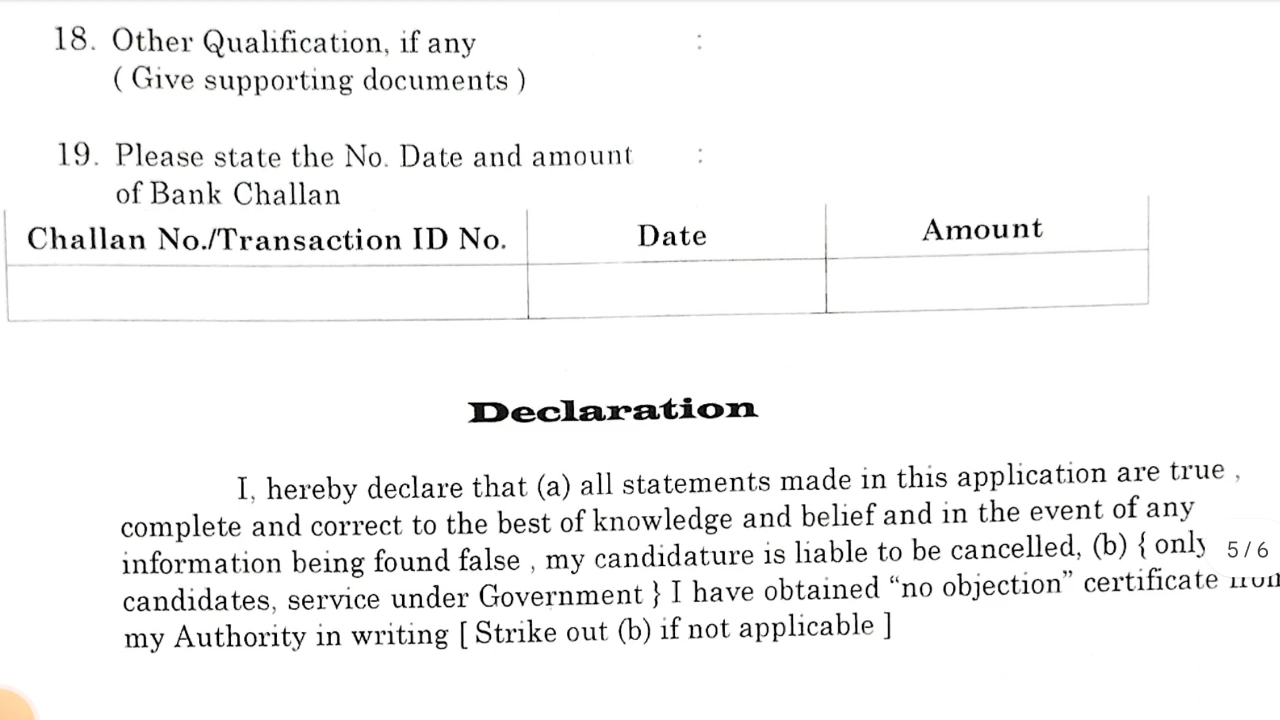 18. Other Qualification, if any :
( Give supporting documents )
19. Please state the No. Date and amount :
of Bank Challan
Challan No./Transaction ID No. Date Amount
Declaration
I, hereby declare that (a) all statements made in this application are true ,
complete and correct to the best of knowledge and belief and in the event of any
information being found false , my candidature is liable to be cancelled, (b) { only
5/6
candidates, service under Government } I have obtained “no objection” certificate
my Authority in writing [ Strike out (b) if not applicable ]